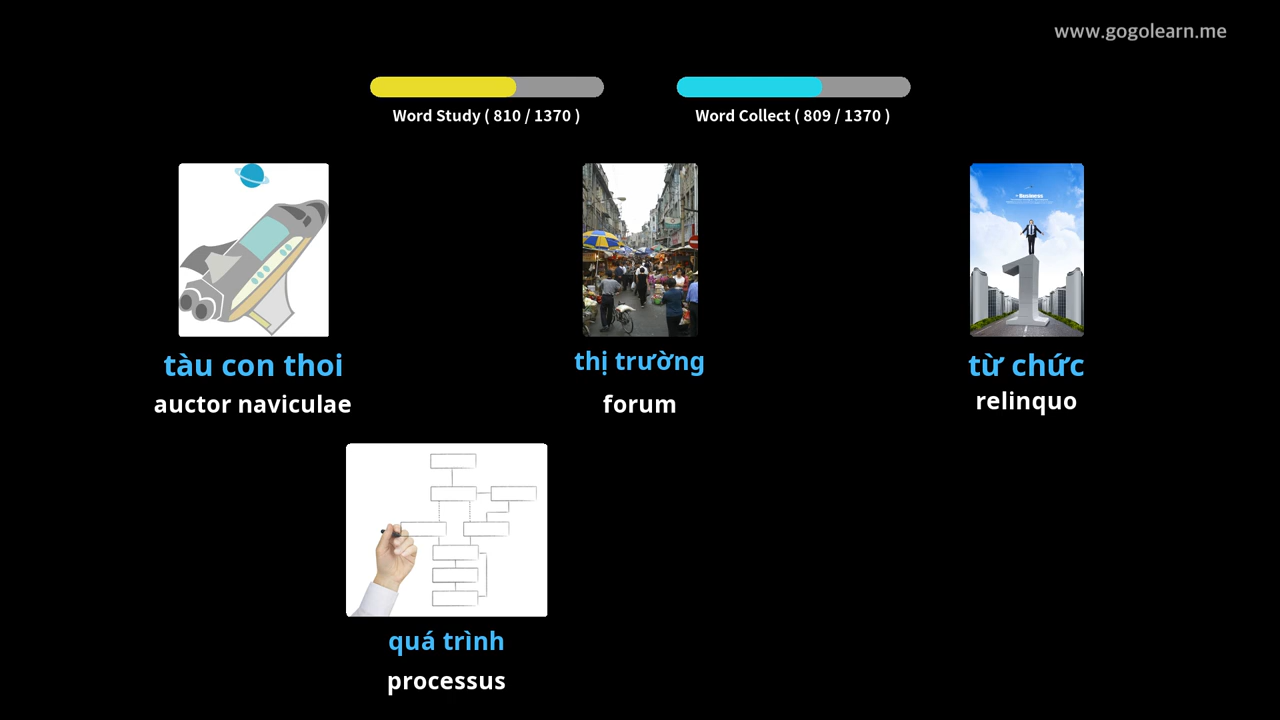 www.gogolearn.me
Word Study ( 810 / 1370 )
Word Collect ( 809 / 1370 )
Business
tàu con thoi
thị trường
từ chức
auctor naviculae
forum
relinquo
quá trình
processus